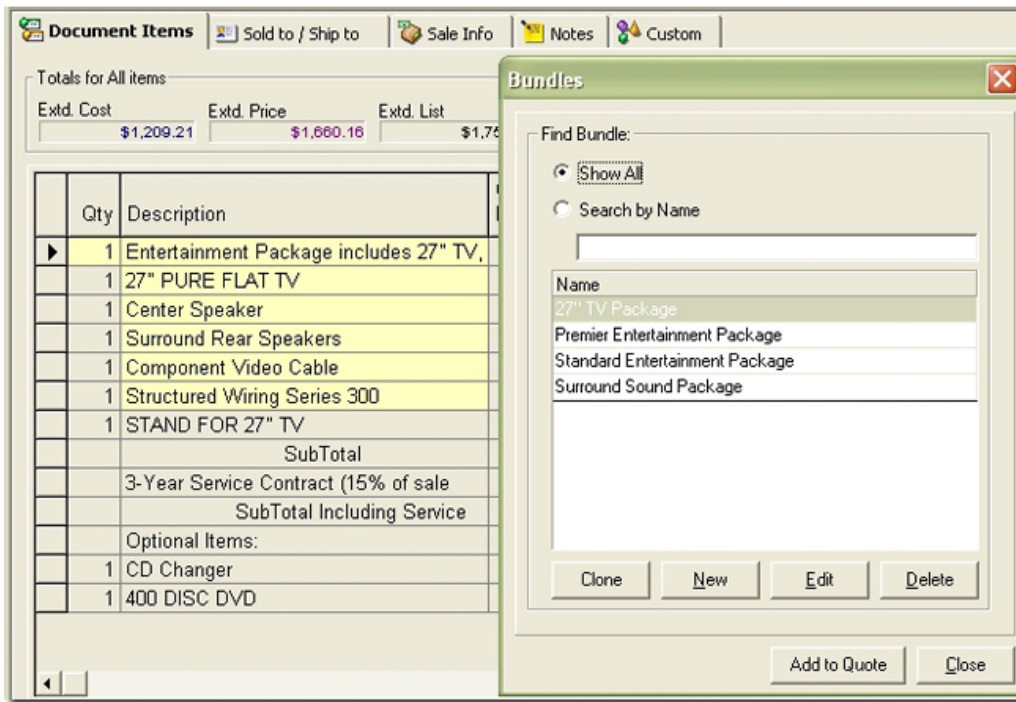 Document Items Sold to / Ship to Sale Info Notes Custom
Totals for All items
Extd. Cost Extd. Price Extd. List
$1,209.21 $1,660.16
Qty Description
1 Entertainment Package includes 27" TV,
1 27" PURE FLAT TV
1 Center Speaker
1 Surround Rear Speakers
1 Component Video Cable
1 Structured Wiring Series 300
1 STAND FOR 27" TV
SubTotal
3-Year Service Contract (15% of sale
SubTotal Including Service
Optional Items:
1 CD Changer
1 400 DISC DVD
Bundles
Find Bundle:
Show All
Search by Name
Name
27" TV Package
Premier Entertainment Package
Standard Entertainment Package
Surround Sound Package
Clone New Edit Delete
Add to Quote Close